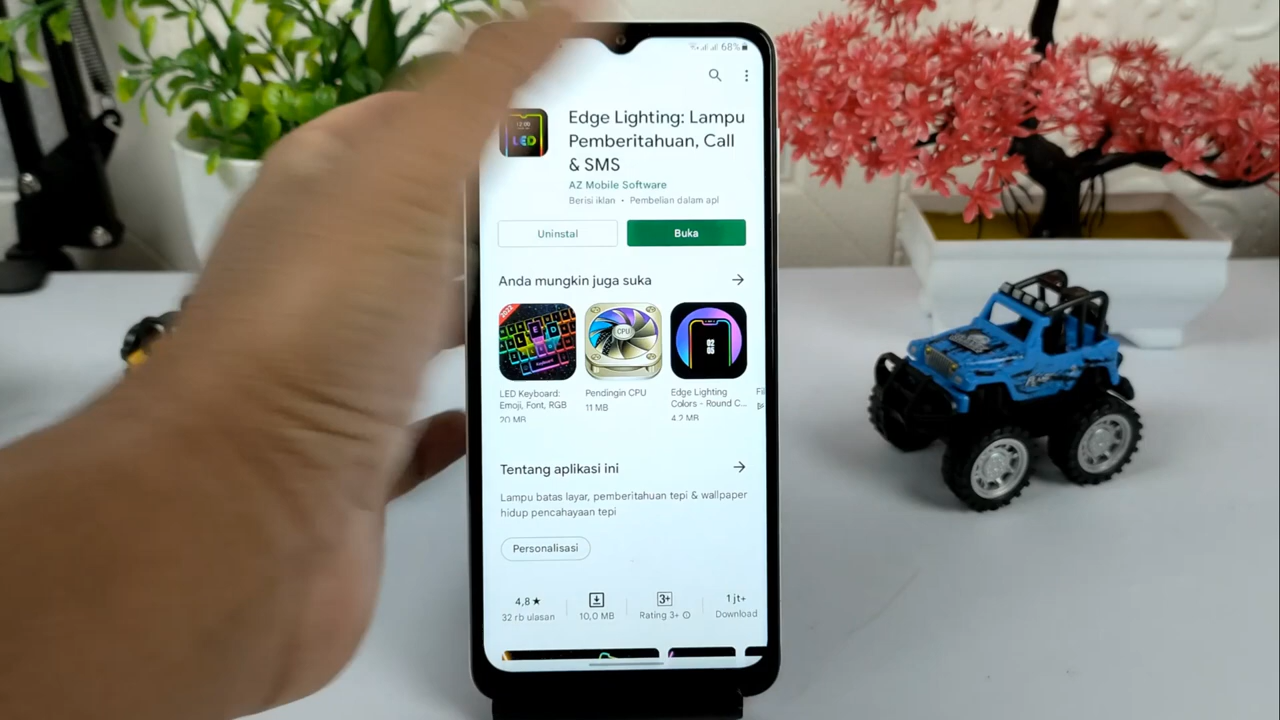 68%
Edge Lighting: Lampu
Pemberitahuan, Call
& SMS
AZ Mobile Software
Berisi iklan • Pembelian dalam apl
Uninstal
Buka
Anda mungkin juga suka
LED
CPU
LED Keyboard:
Emoji, Font, RGB
20 MB
Pendingin CPU
11 MB
Edge Lighting
Colors - Round C...
4.2 MB
Tentang aplikasi ini
Lampu batas layar, pemberitahuan tepi & wallpaper
hidup pencahayaan tepi
Personalisasi
4,8★
32 rb ulasan
10,0 MB
3+
Rating 3+
1 jt+
Download